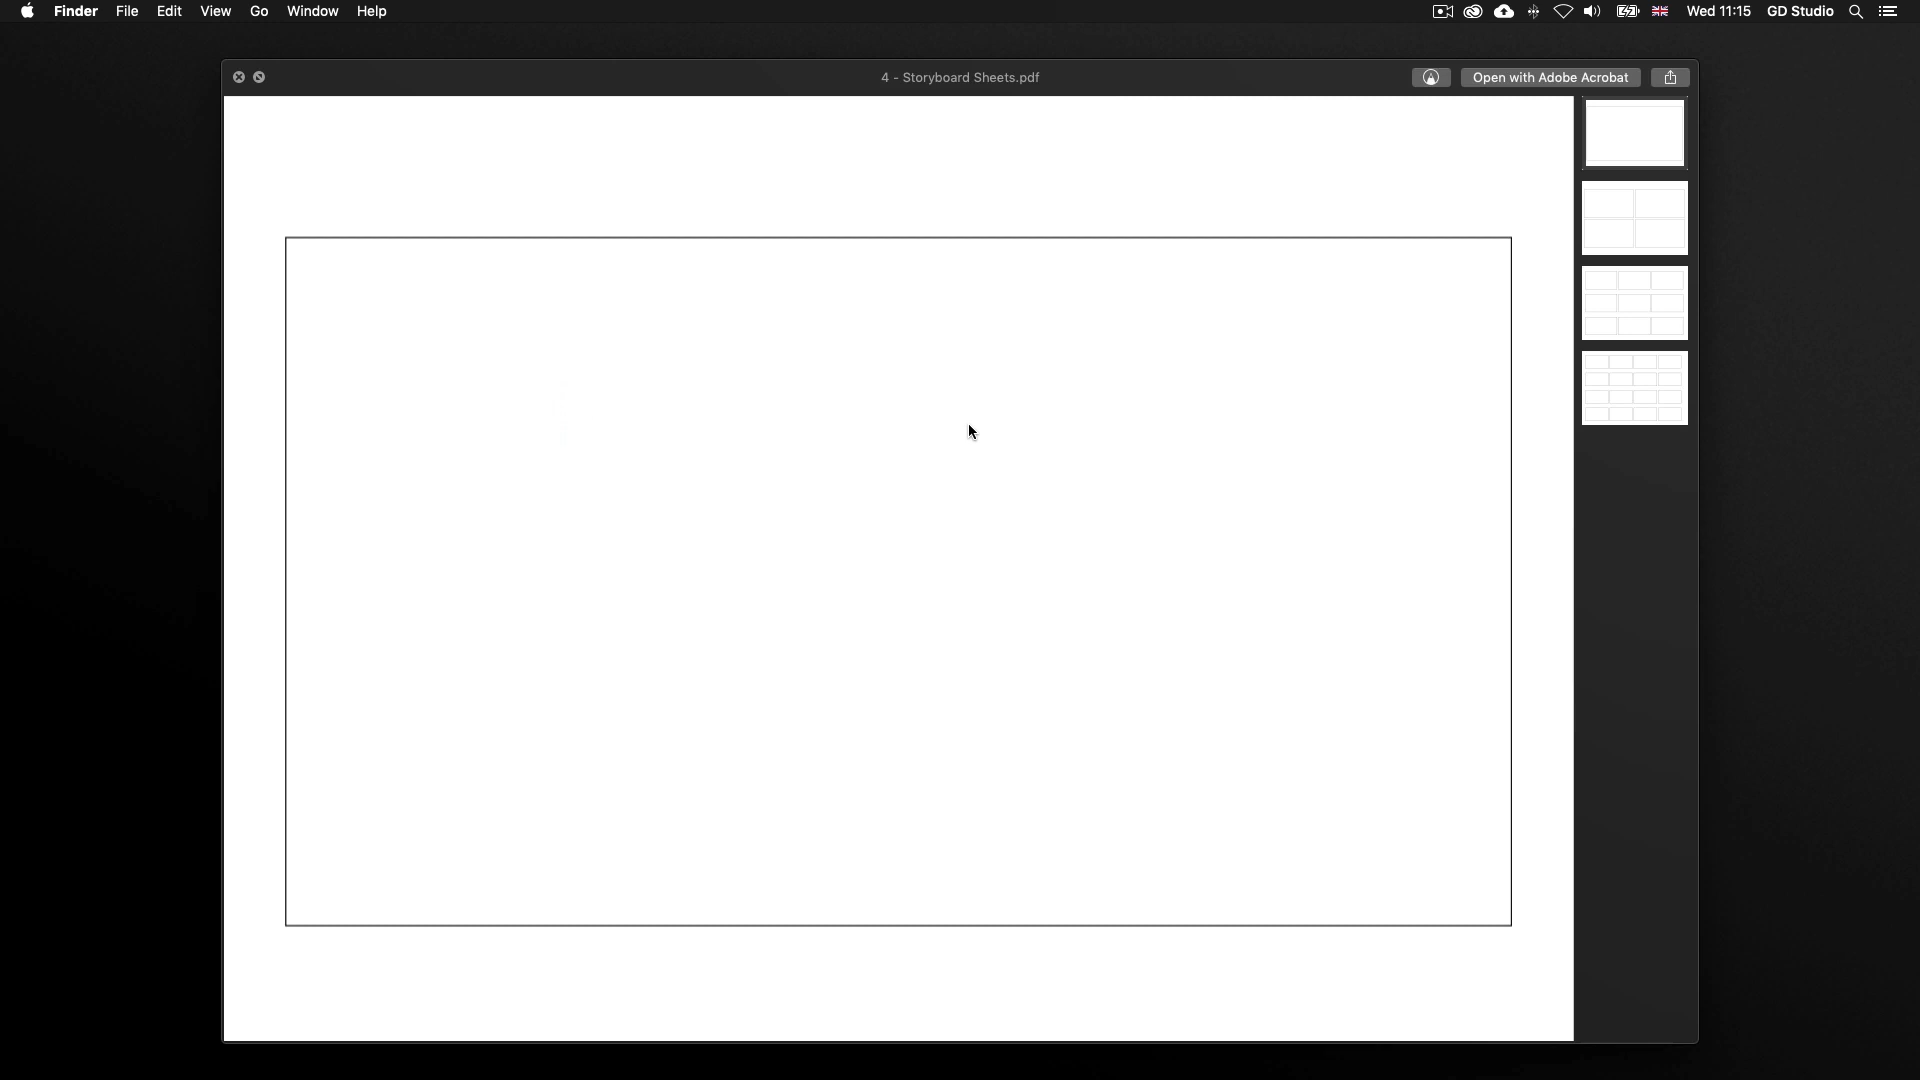 Finder File Edit View Go Window Help Wed 11:15 GD Studio
4 - Storyboard Sheets.pdf Open with Adobe Acrobat